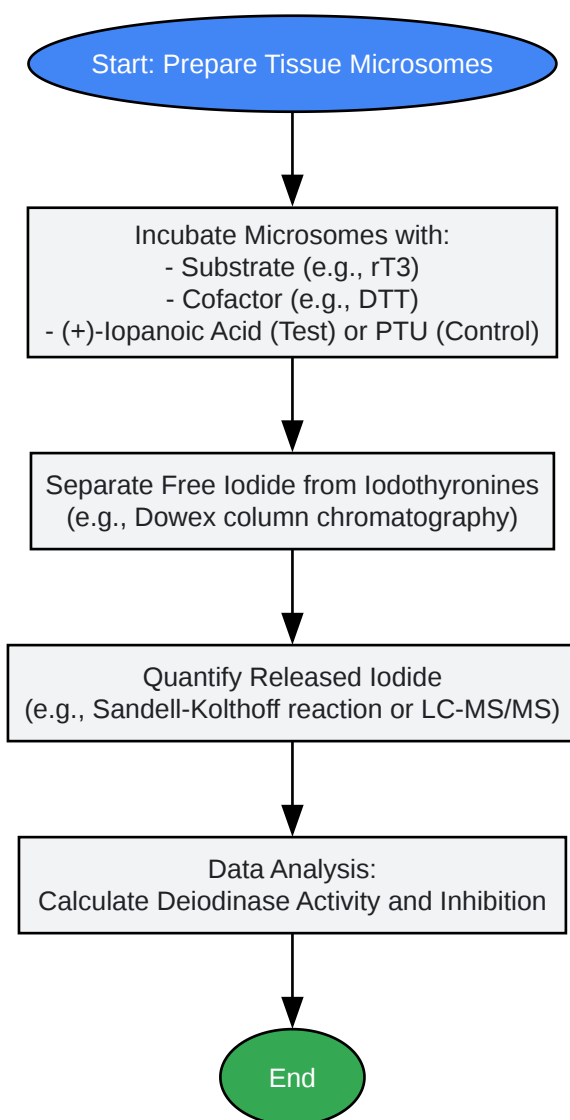 Start: Prepare Tissue Microsomes
Incubate Microsomes with:
- Substrate (e.g., rT3)
- Cofactor (e.g., DTT)
- (+)-Iopanoic Acid (Test) or PTU (Control)
Separate Free Iodide from Iodothyronines
(e.g., Dowex column chromatography)
Quantify Released Iodide
(e.g., Sandell-Kolthoff reaction or LC-MS/MS)
Data Analysis:
Calculate Deiodinase Activity and Inhibition
End